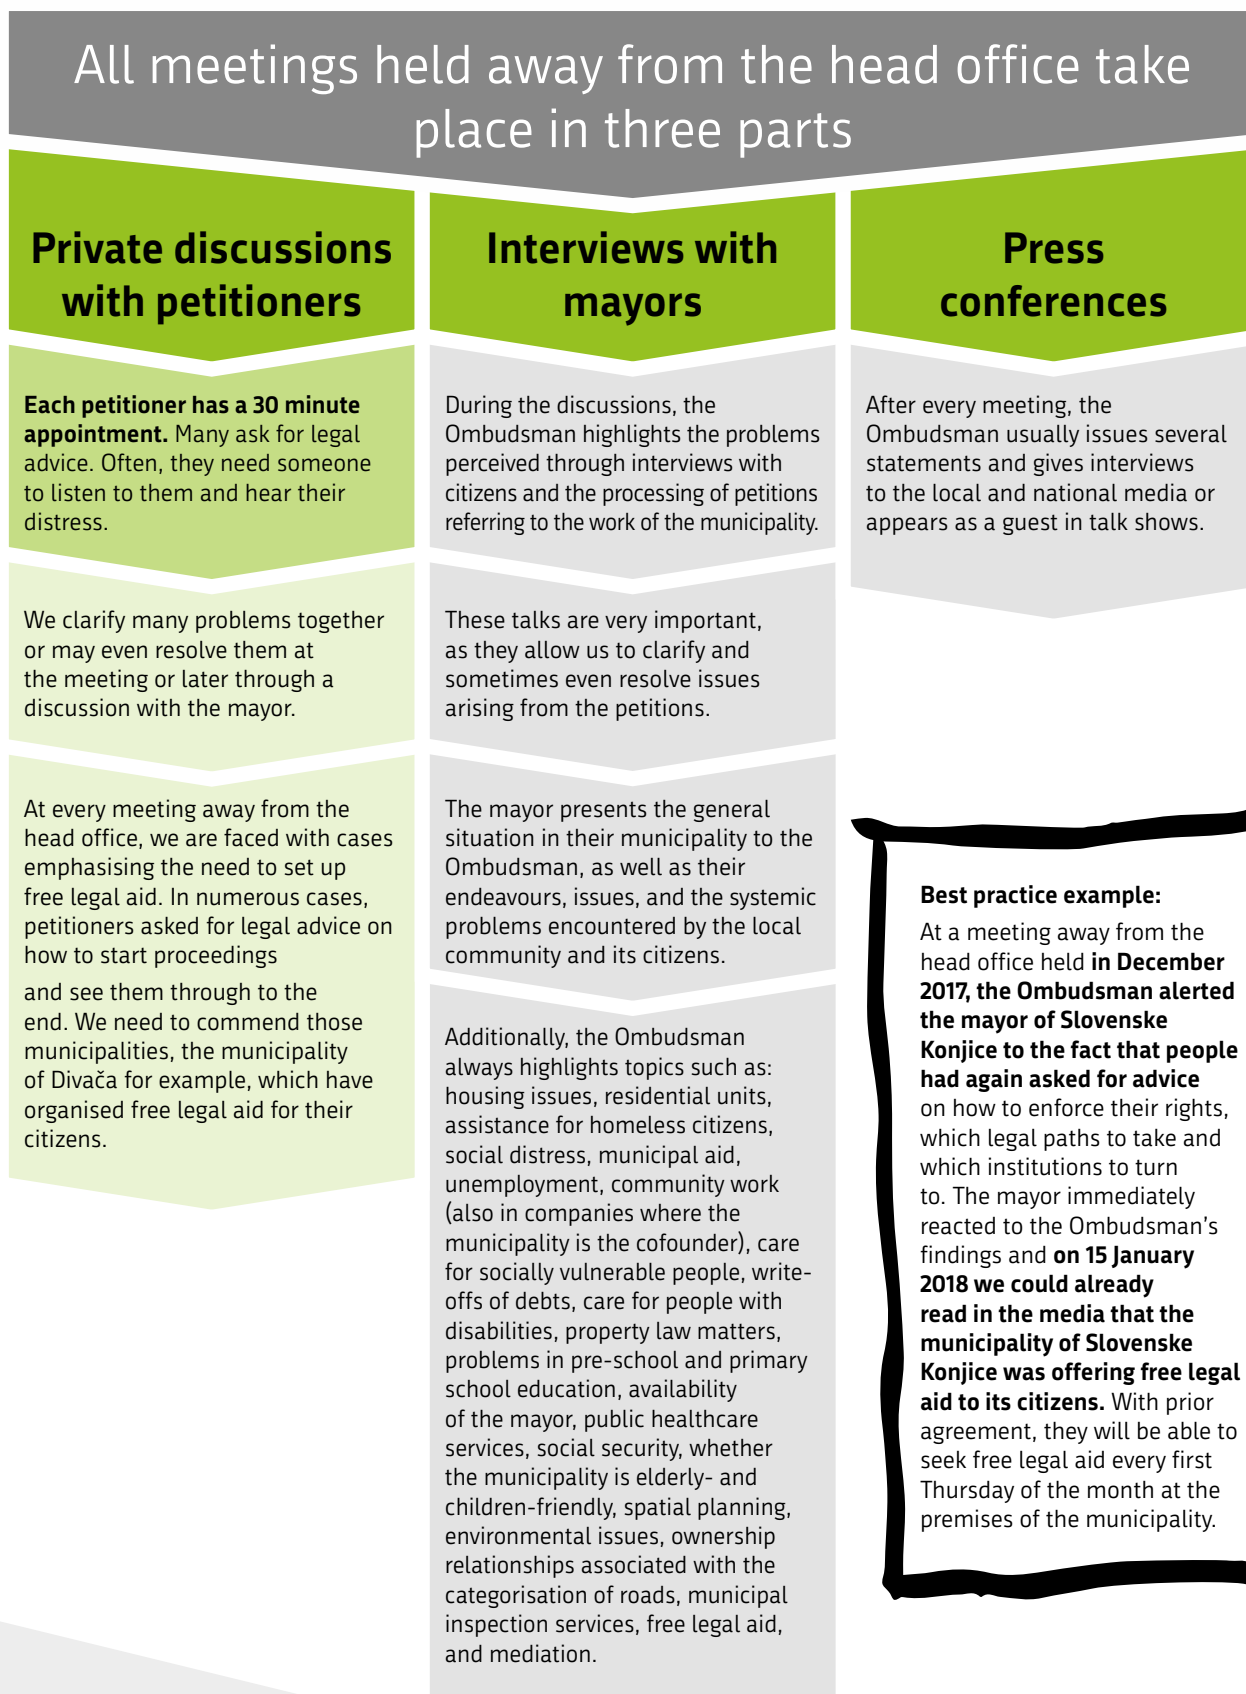 All meetings held away from the head office take
place in three parts
Private discussions
with petitioners
Each petitioner has a 30 minute
appointment. Many ask for legal
advice. Often, they need someone
to listen to them and hear their
distress.
We clarify many problems together
or may even resolve them at
the meeting or later through a
discussion with the mayor.
At every meeting away from the
head office, we are faced with cases
emphasising the need to set up
free legal aid. In numerous cases,
petitioners asked for legal advice on
how to start proceedings
and see them through to the
end. We need to commend those
municipalities, the municipality
of Divača for example, which have
organised free legal aid for their
citizens.
Interviews with
mayors
During the discussions, the
Ombudsman highlights the problems
perceived through interviews with
citizens and the processing of petitions
referring to the work of the municipality.
These talks are very important,
as they allow us to clarify and
sometimes even resolve issues
arising from the petitions.
The mayor presents the general
situation in their municipality to the
Ombudsman, as well as their
endeavours, issues, and the systemic
problems encountered by the local
community and its citizens.
Additionally, the Ombudsman
always highlights topics such as:
housing issues, residential units,
assistance for homeless citizens,
social distress, municipal aid,
unemployment, community work
(also in companies where the
municipality is the cofounder), care
for socially vulnerable people, write-
offs of debts, care for people with
disabilities, property law matters,
problems in pre-school and primary
school education, availability
of the mayor, public healthcare
services, social security, whether
the municipality is elderly- and
children-friendly, spatial planning,
environmental issues, ownership
relationships associated with the
categorisation of roads, municipal
inspection services, free legal aid,
and mediation.
Press
conferences
After every meeting, the
Ombudsman usually issues several
statements and gives interviews
to the local and national media or
appears as a guest in talk shows.
Best practice example:
At a meeting away from the
head office held in December
2017, the Ombudsman alerted
the mayor of Slovenske
Konjice to the fact that people
had again asked for advice
on how to enforce their rights,
which legal paths to take and
which institutions to turn
to. The mayor immediately
reacted to the Ombudsman's
findings and on 15 January
2018 we could already
read in the media that the
municipality of Slovenske
Konjice was offering free legal
aid to its citizens. With prior
agreement, they will be able to
seek free legal aid every first
Thursday of the month at the
premises of the municipality.